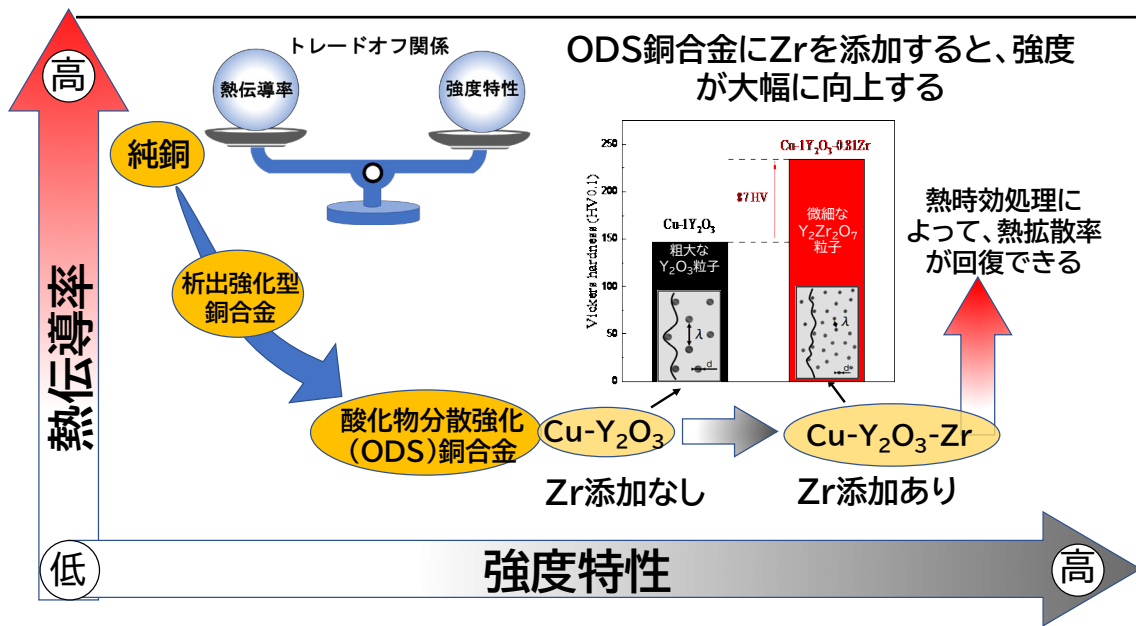 高
トレードオフ関係
熱伝導率
強度特性
ODS銅合金にZrを添加すると、強度
が大幅に向上する
純銅
析出強化型
銅合金
酸化物分散強化
(ODS)銅合金
熱伝導率
Vickers hardness (HV0.1)
250
200
150
100
50
0
Cu-1Y₂O₃
粗大な
Y₂O₃粒子
λ
d
87HV
Cu-1Y₂O₃-0.81Zr
微細な
Y₂Zr₂O₇
粒子
λ
d
熱時効処理に
よって、熱拡散率
が回復できる
Cu-Y₂O₃
Cu-Y₂O₃-Zr
Zr添加なし
Zr添加あり
低
強度特性
高